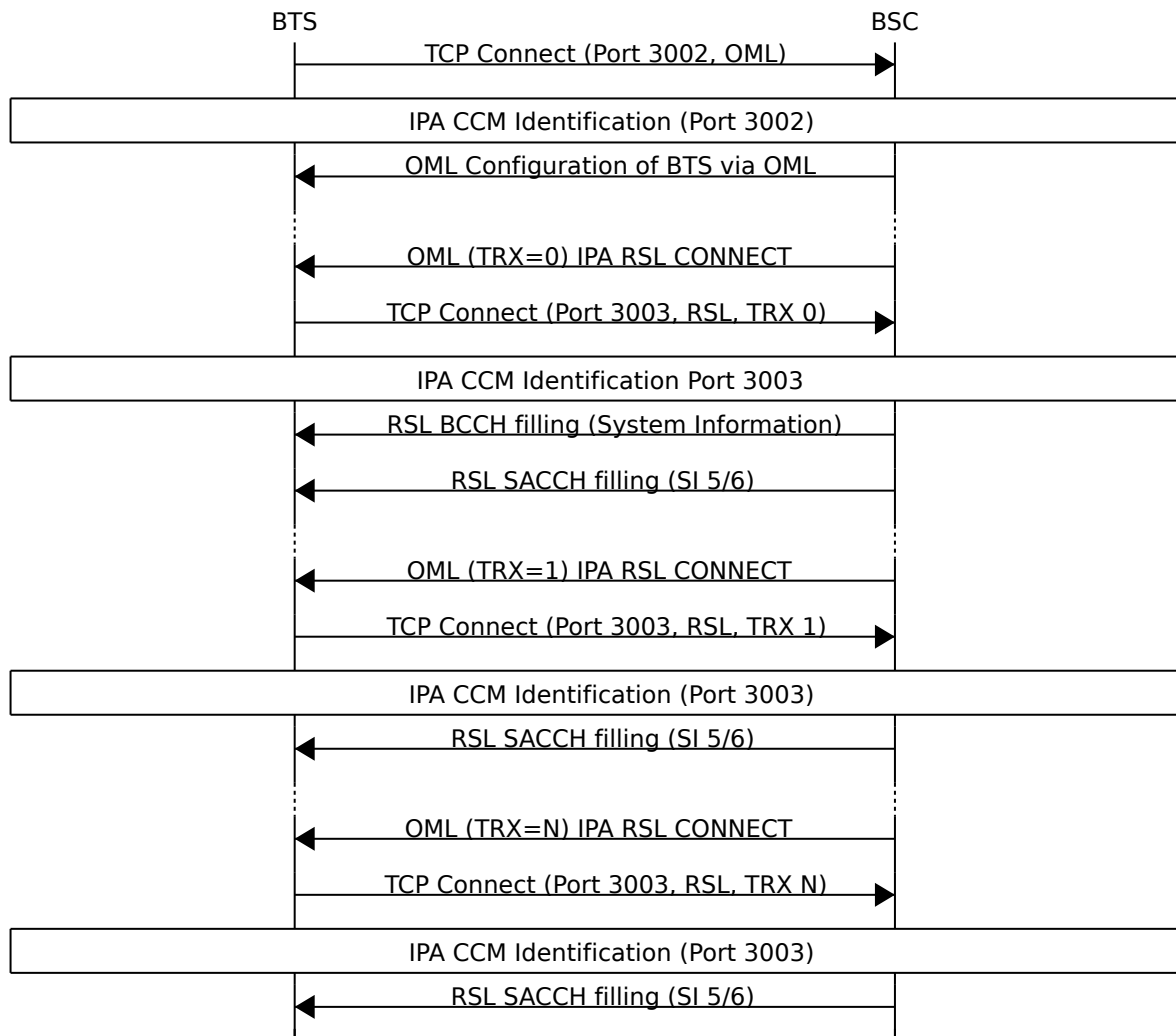 BTS BSC
TCP Connect (Port 3002, OML)
IPA CCM Identification (Port 3002)
OML Configuration of BTS via OML
OML (TRX=0) IPA RSL CONNECT
TCP Connect (Port 3003, RSL, TRX 0)
IPA CCM Identification Port 3003
RSL BCCH filling (System Information)
RSL SACCH filling (SI 5/6)
OML (TRX=1) IPA RSL CONNECT
TCP Connect (Port 3003, RSL, TRX 1)
IPA CCM Identification (Port 3003)
RSL SACCH filling (SI 5/6)
OML (TRX=N) IPA RSL CONNECT
TCP Connect (Port 3003, RSL, TRX N)
IPA CCM Identification (Port 3003)
RSL SACCH filling (SI 5/6)